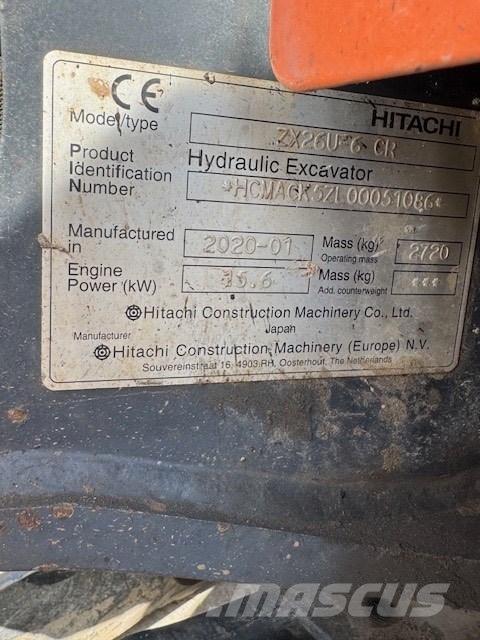 CE HITACHI
Model/type ZX26U-6 CR
Product Identification Number Hydraulic Excavator
Manufactured in 2020-01 Mass (kg) Operating mass 2720
Engine Power (kW) 15.6 Mass (kg) Add. counterweight ***
Hitachi Construction Machinery Co., Ltd.
Japan
Manufacturer
Hitachi Construction Machinery (Europe) N.V.
Souvereinstraat 16, 4903 RH, Oosterhout, The Netherlands
MASCUS